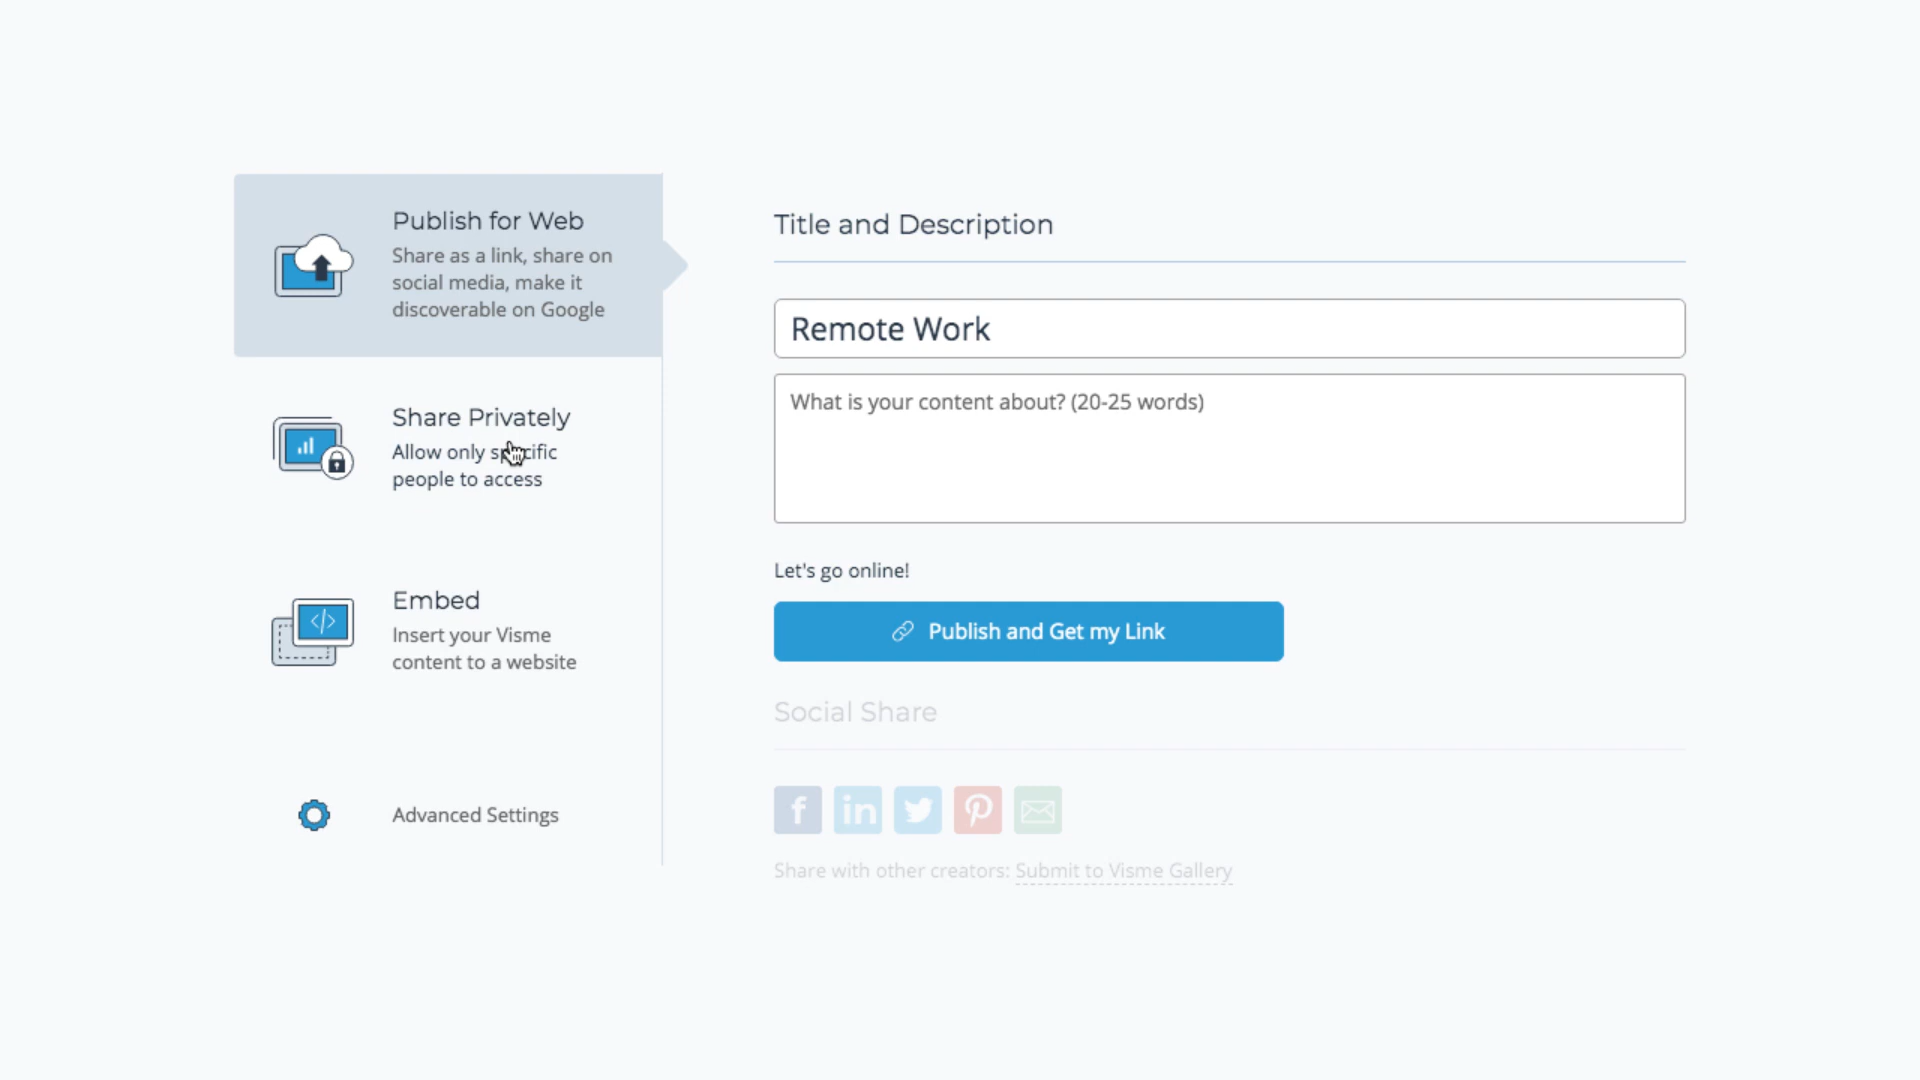 Publish for Web
Share as a link, share on
social media, make it
discoverable on Google
Share Privately
Allow only specific
people to access
Embed
Insert your Visme
content to a website
Advanced Settings
Title and Description
Remote Work
What is your content about? (20-25 words)
Let's go online!
Publish and Get my Link
Social Share
Share with other creators: Submit to Visme Gallery